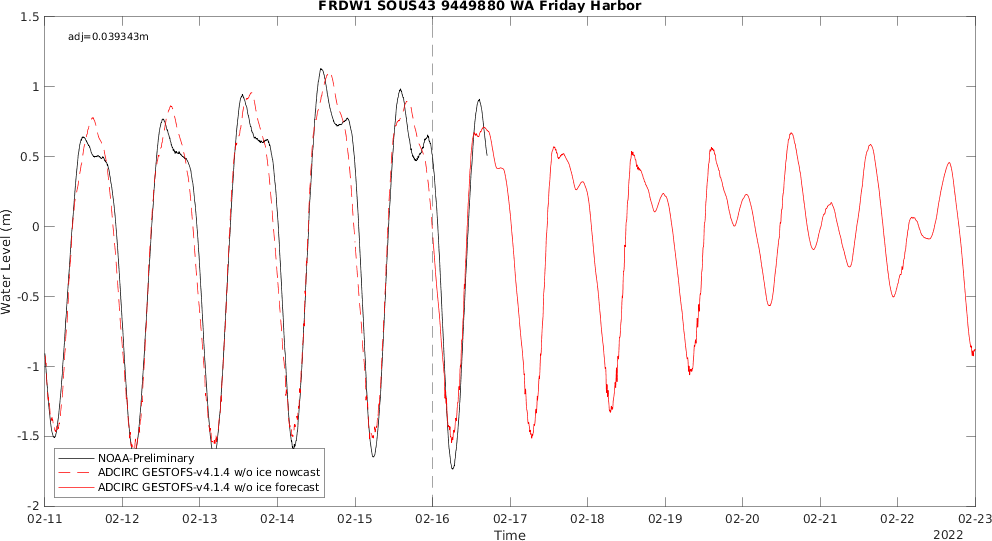 FRDW1 SOUS43 9449880 WA Friday Harbor
adj=0.039343m
1.5
1
0.5
0
-0.5
-1
-1.5
-2
Water Level (m)
NOAA-Preliminary
ADCIRC GESTOFS-v4.1.4 w/o ice nowcast
ADCIRC GESTOFS-v4.1.4 w/o ice forecast
02-11 02-12 02-13 02-14 02-15 02-16 02-17 02-18 02-19 02-20 02-21 02-22 02-23
Time
2022